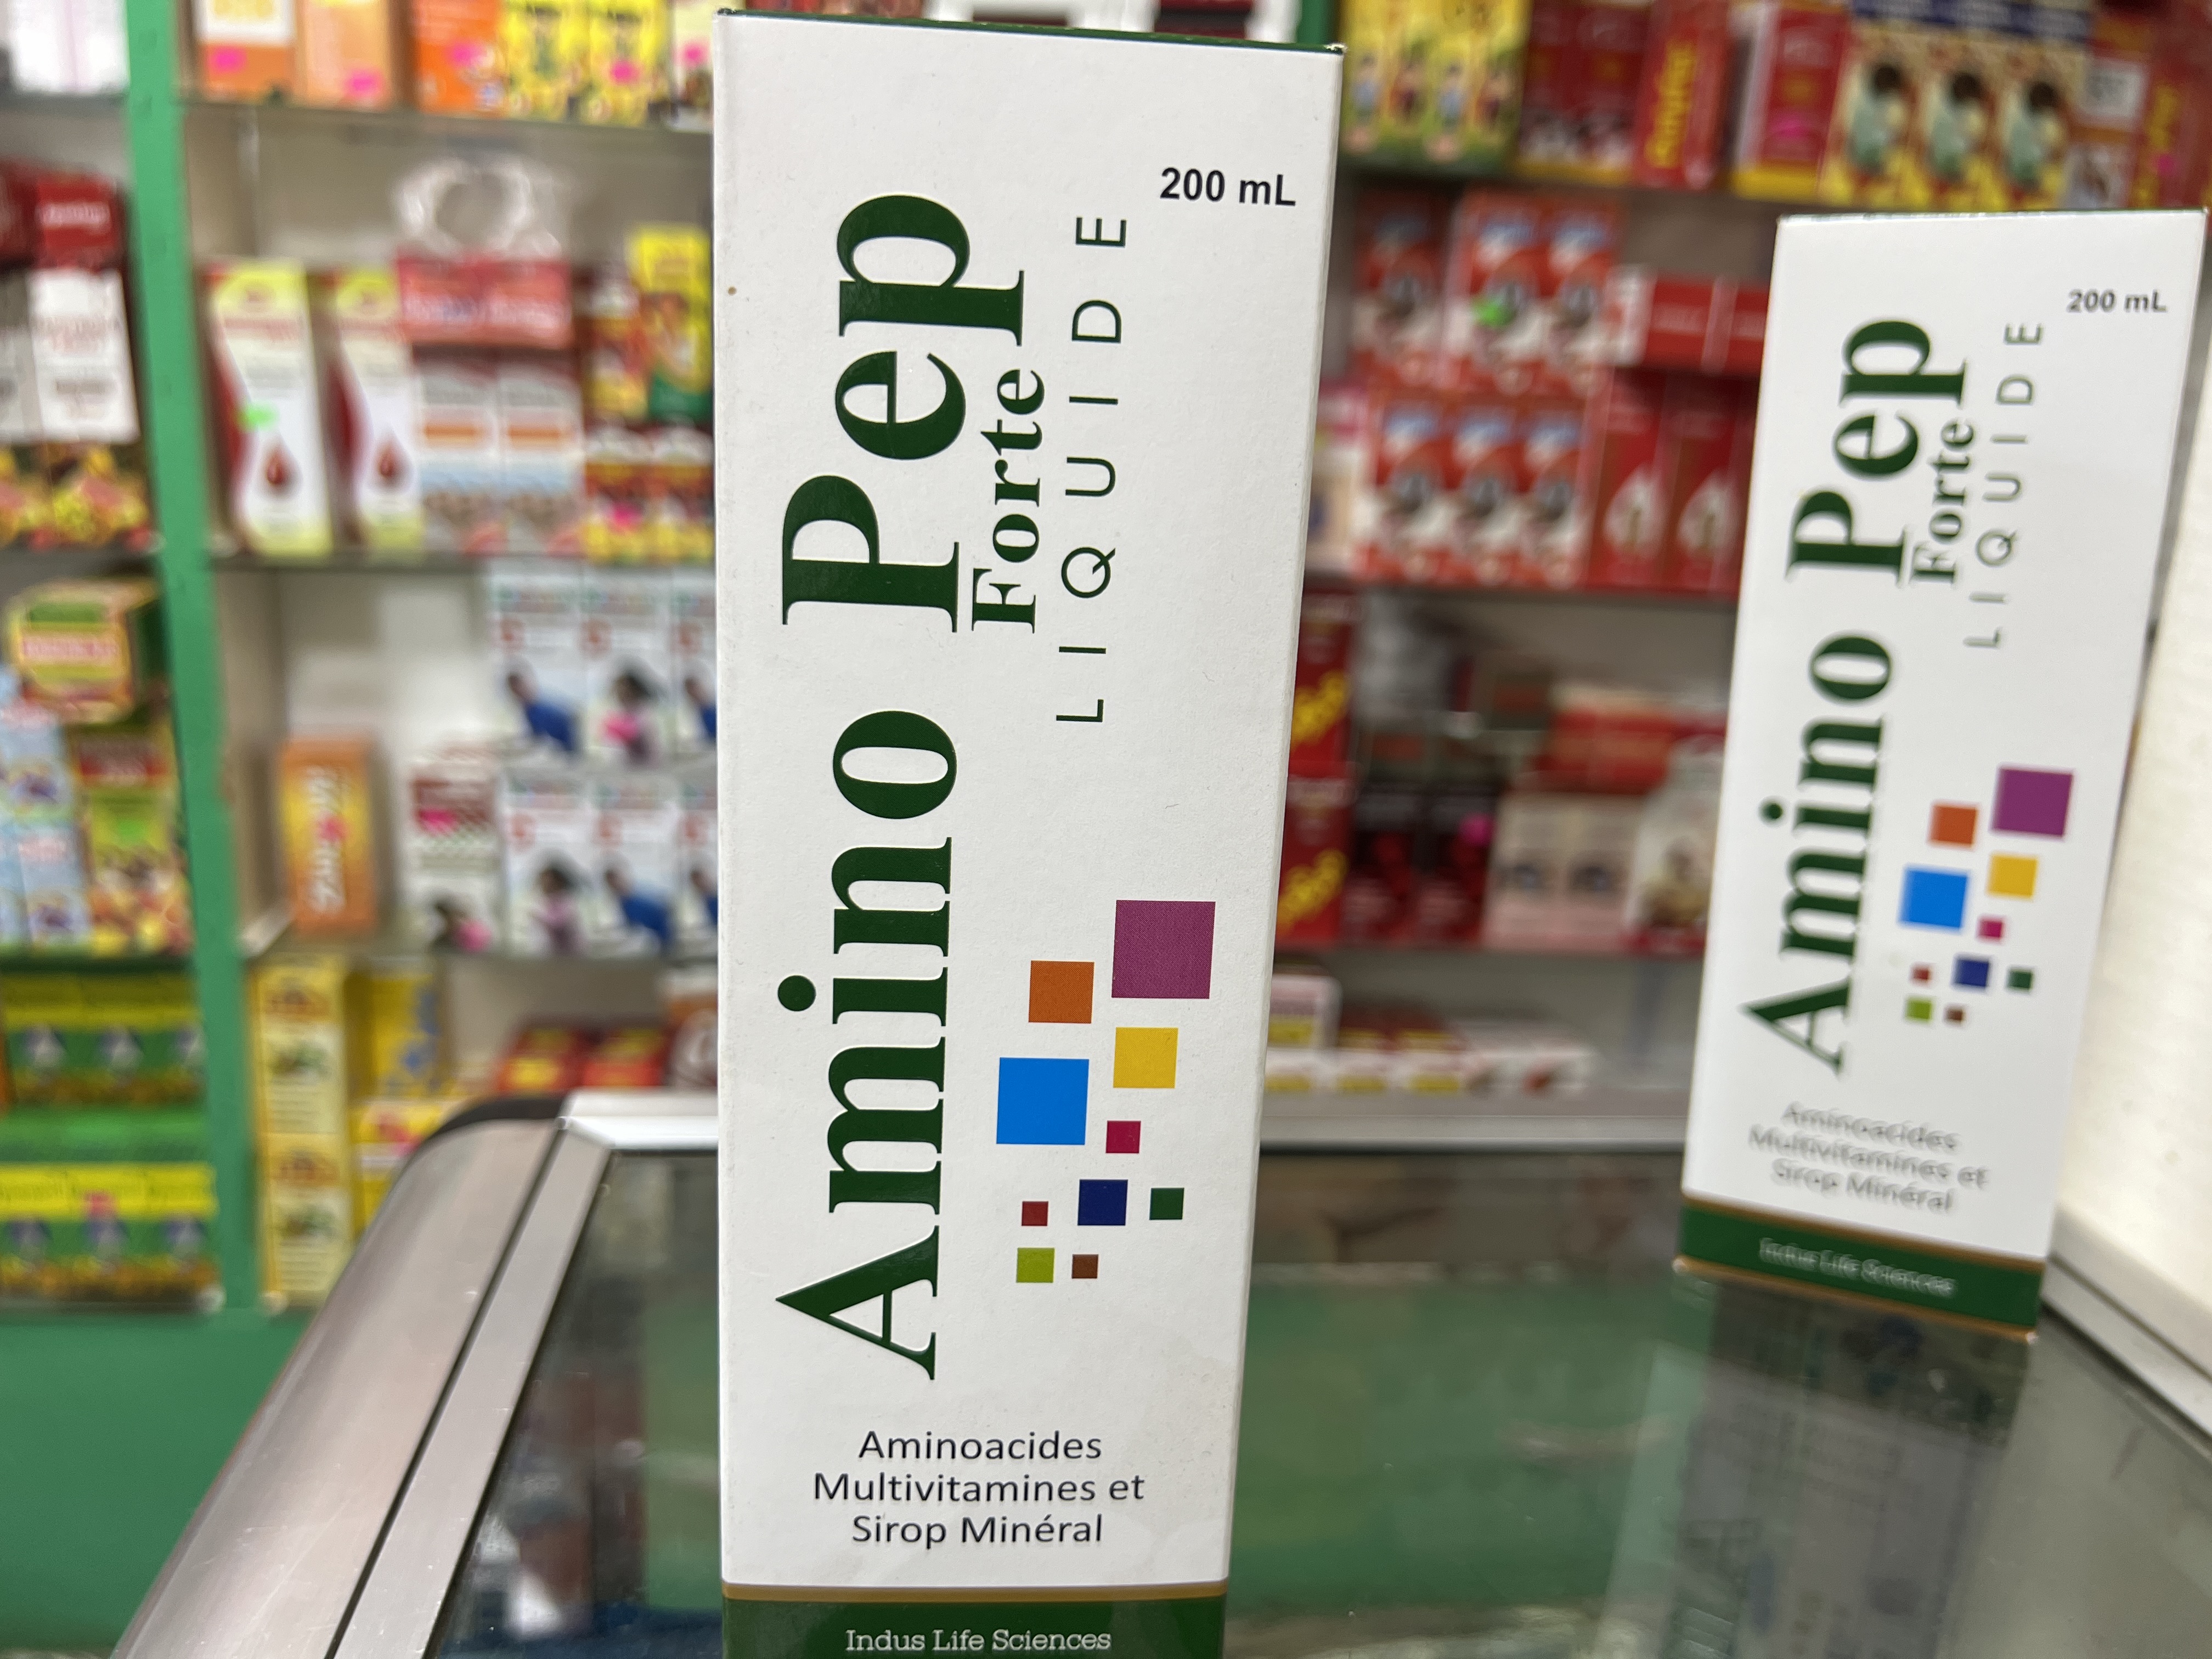 200 mL
Amino Pep
Forte
LIQUIDE
Aminoacides
Multivitamines et
Sirop Minéral
Indus Life Sciences
200 mL
Amino Pep
Forte
LIQUIDE
Aminoacides
Multivitamines et
Sirop Minéral
Indus Life Sciences